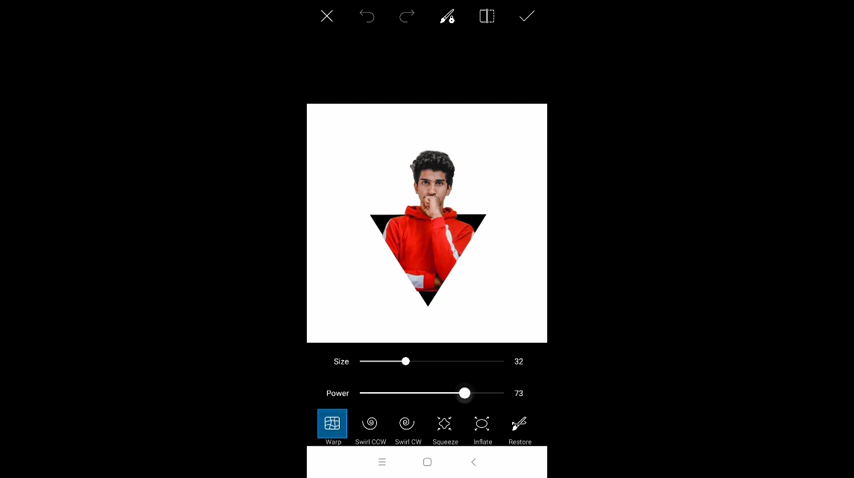 Size 32
Power 73
Warp Swirl CCW Swirl CW Squeeze Inflate Restore